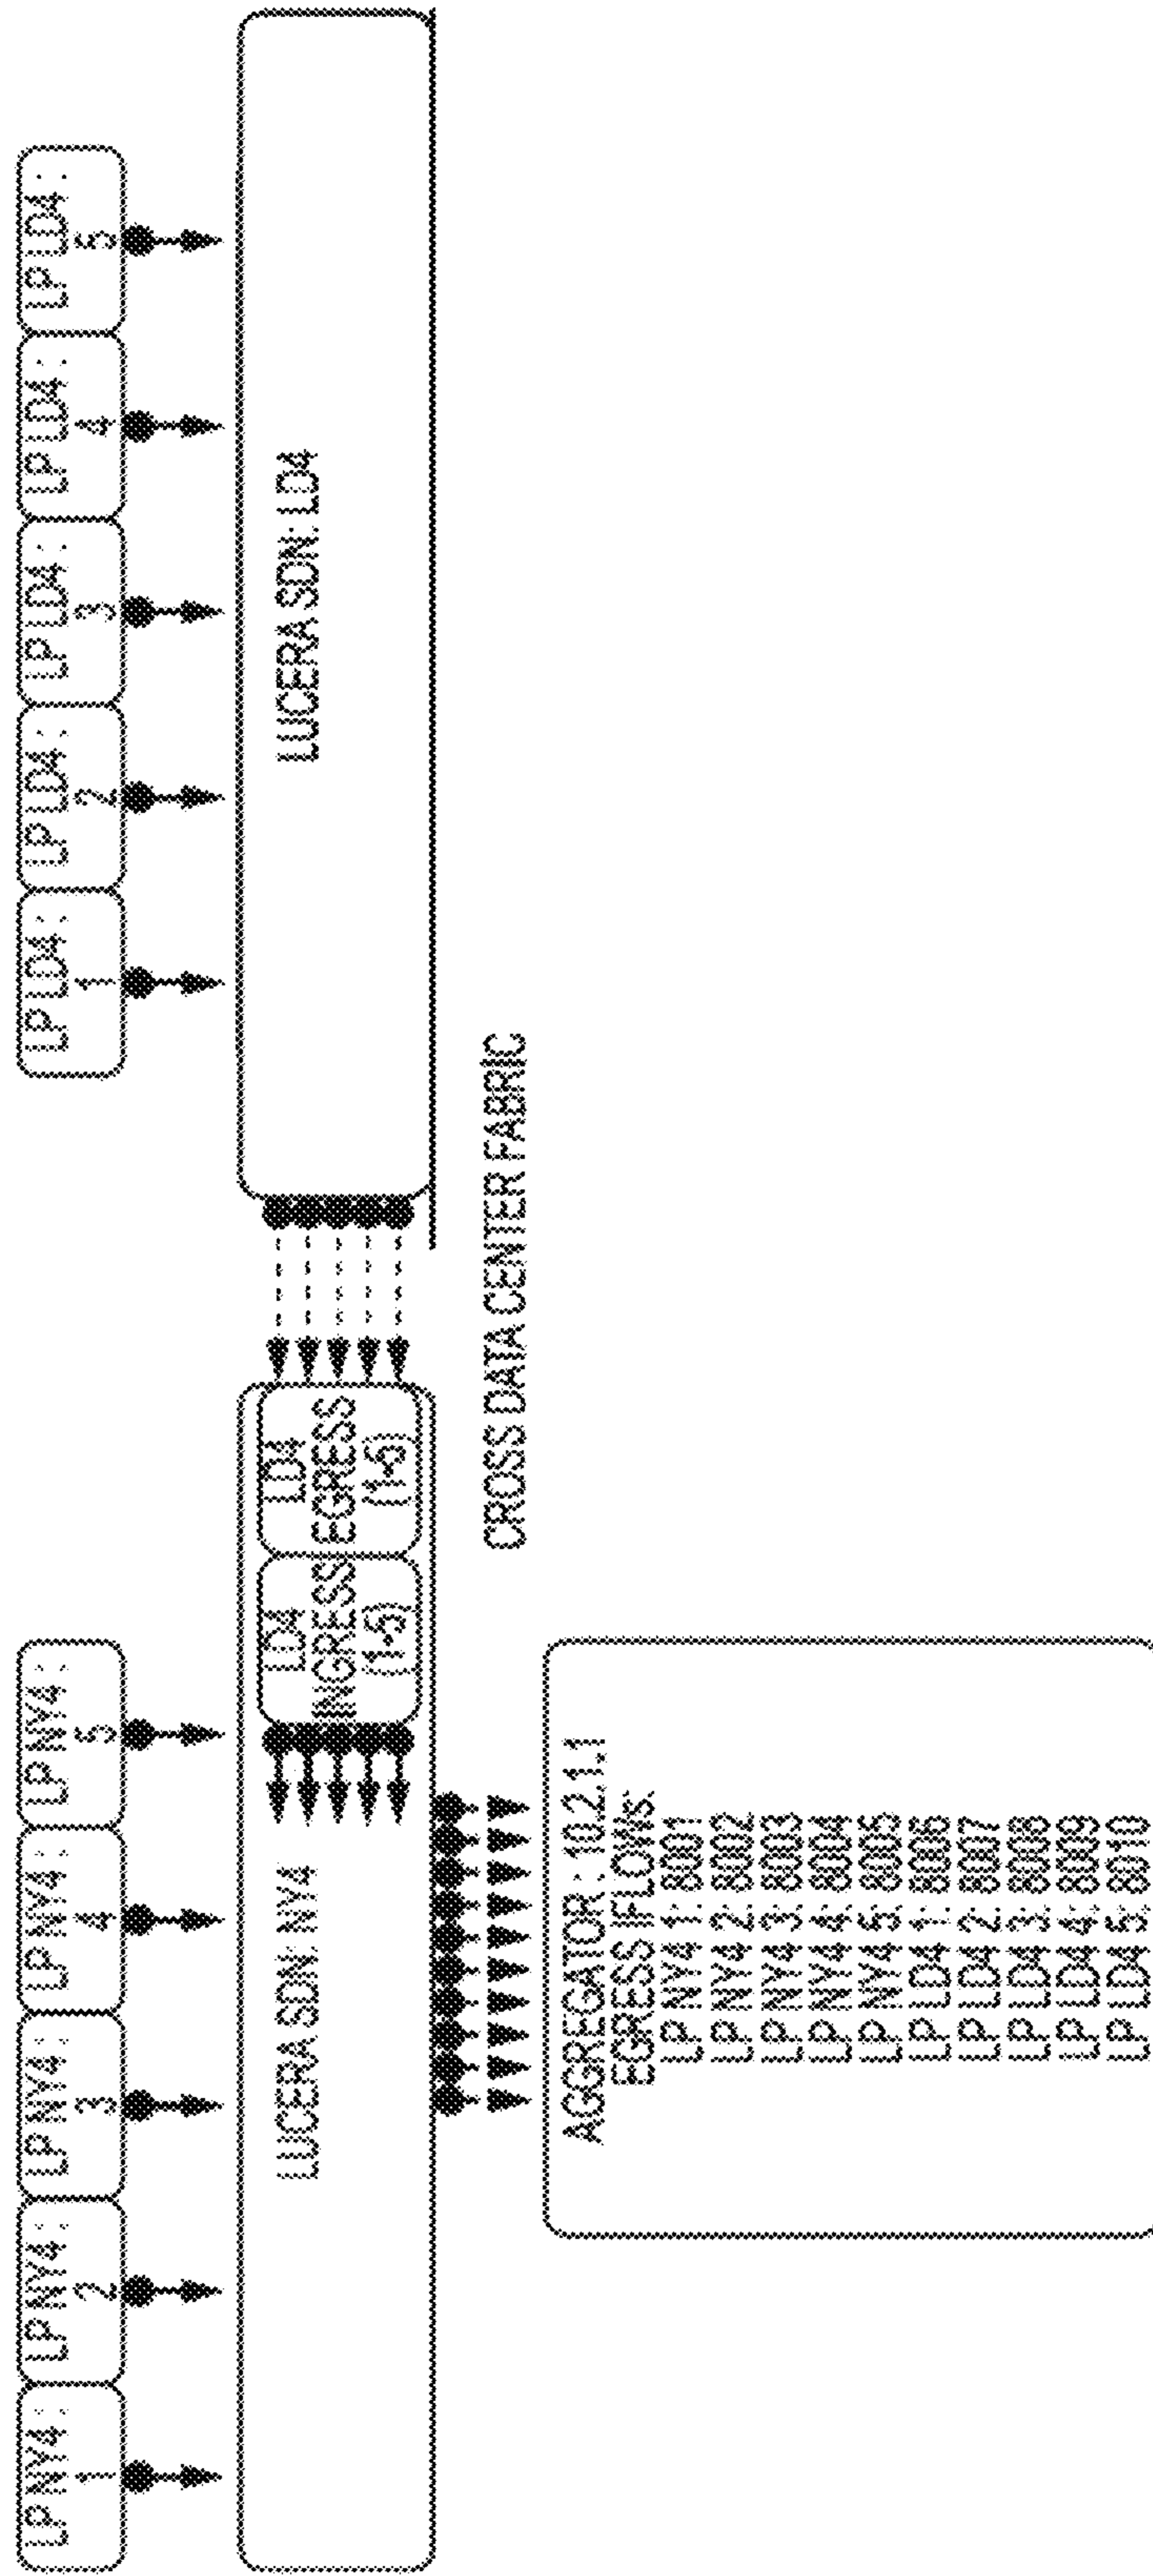 LP NY4 :
1
LP NY4 :
2
LP NY4 :
3
LP NY4 :
4
LP NY4 :
5
LP LD4 :
1
LP LD4 :
2
LP LD4 :
3
LP LD4 :
4
LP LD4 :
5
LUCERA SDN: NY4
LD4
INGRESS
(1-5)
LD4
EGRESS
(1-5)
LUCERA SDN: LD4
CROSS DATA CENTER FABRIC
AGGREGATOR : 10.2.1.1
EGRESS IFLOWS:
LP NY4 1: 8001
LP NY4 2: 8002
LP NY4 3: 8003
LP NY4 4: 8004
LP NY4 5: 8005
LP LD4 1: 8006
LP LD4 2: 8007
LP LD4 3: 8008
LP LD4 4: 8009
LP LD4 5: 8010